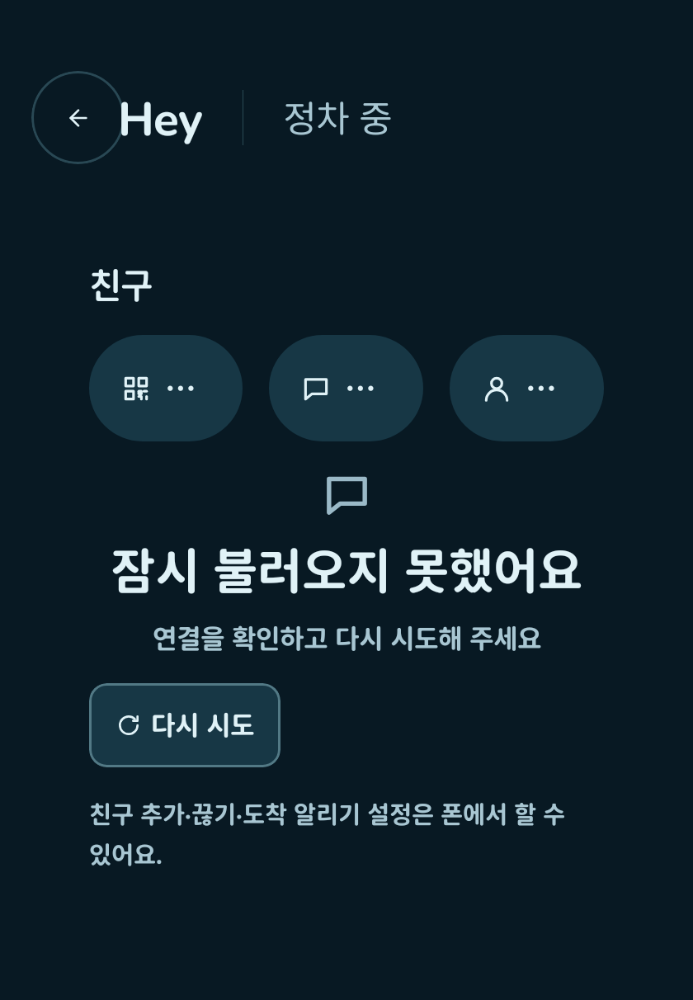 Hey
정차 중
친구
...
...
...
잠시 불러오지 못했어요
연결을 확인하고 다시 시도해 주세요
다시 시도
친구 추가·끊기·도착 알리기 설정은 폰에서 할 수
있어요.